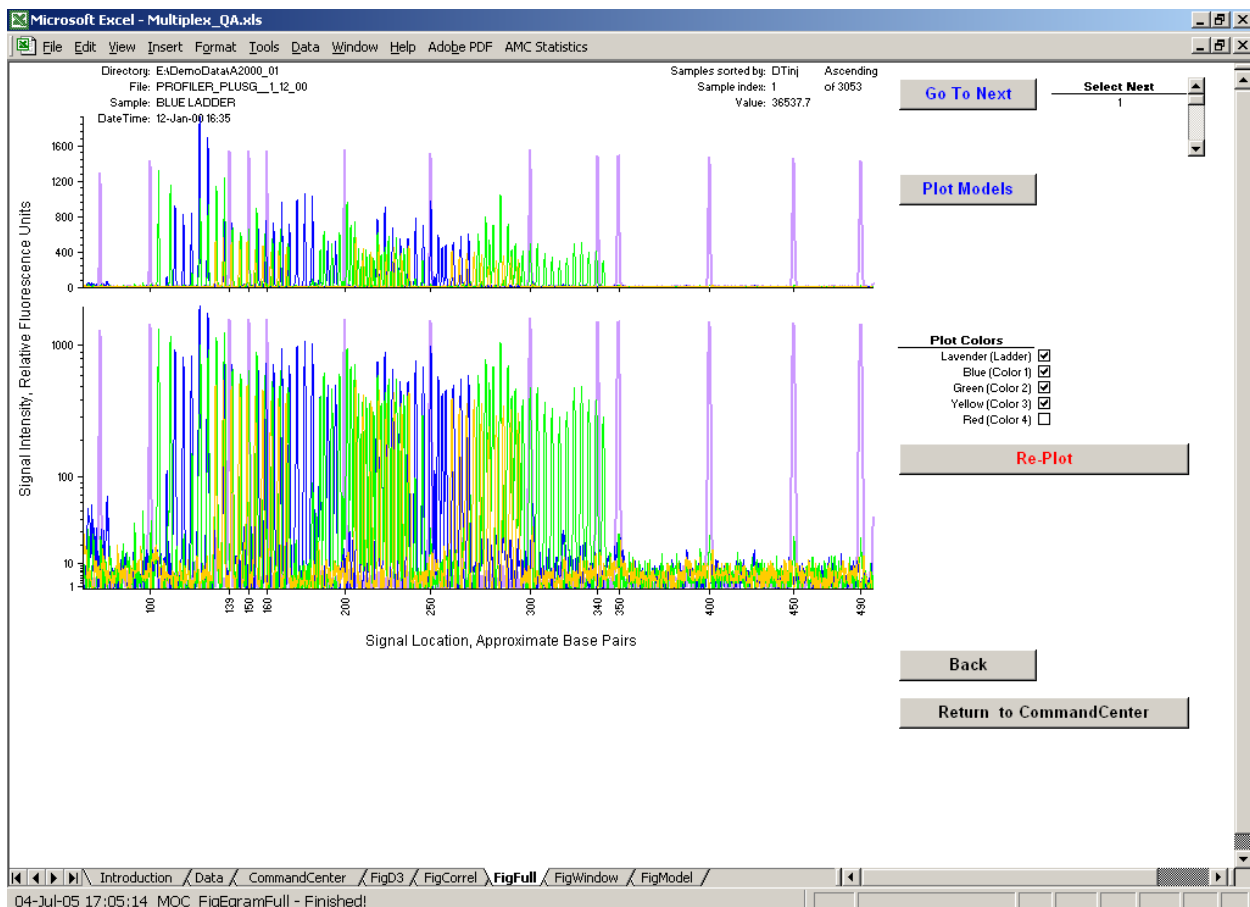 Microsoft Excel - Multiplex_QA.xls
File Edit View Insert Format Tools Data Window Help Adobe PDF AMC Statistics
Directory: E:\DemoData\A2000_01
File: PROFILER_PLUSG__1_12_00
Sample: BLUE LADDER
DateTime: 12-Jan-00 16:35
Samples sorted by: DTinj Ascending
Sample index: 1 of 3053
Value: 36537.7
Go To Next
Select Next
1
Plot Models
1600
1200
800
400
0
1000
100
10
1
Signal Intensity, Relative Fluorescence Units
100 139 150 160 200 250 300 340 350 400 450 490
Signal Location, Approximate Base Pairs
Plot Colors
Lavender (Ladder)
Blue (Color 1)
Green (Color 2)
Yellow (Color 3)
Red (Color 4)
Re-Plot
Back
Return to CommandCenter
Introduction Data CommandCenter FigD3 FigCorrel FigFull FigWindow FigModel
04-Jul-05 17:05:14 MOC_FigEgramFull - Finished!